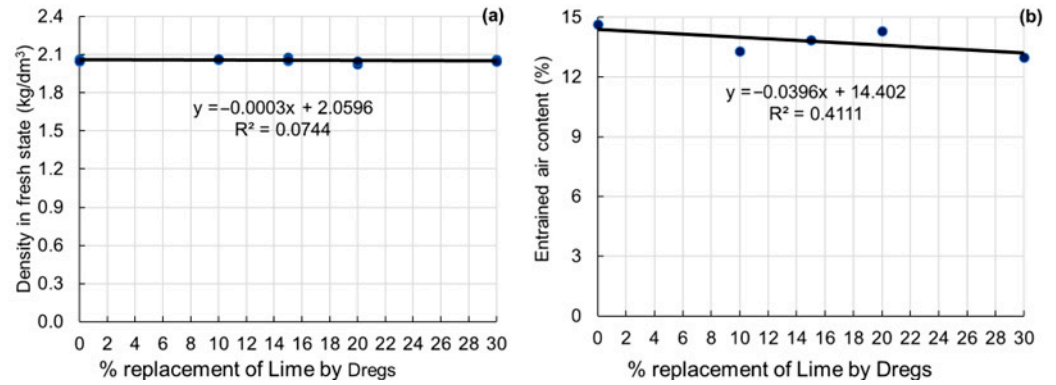 (a)
Density in fresh state (kg/dm³)
2.4
2.1
1.8
1.5
1.2
0.9
0.6
0.3
0.0
y =−0.0003x + 2.0596
R² = 0.0744
0 2 4 6 8 10 12 14 16 18 20 22 24 26 28 30
% replacement of Lime by Dregs
(b)
Entrained air content (%)
15
12
9
6
3
0
y =−0.0396x + 14.402
R² = 0.4111
0 2 4 6 8 10 12 14 16 18 20 22 24 26 28 30
% replacement of Lime by Dregs